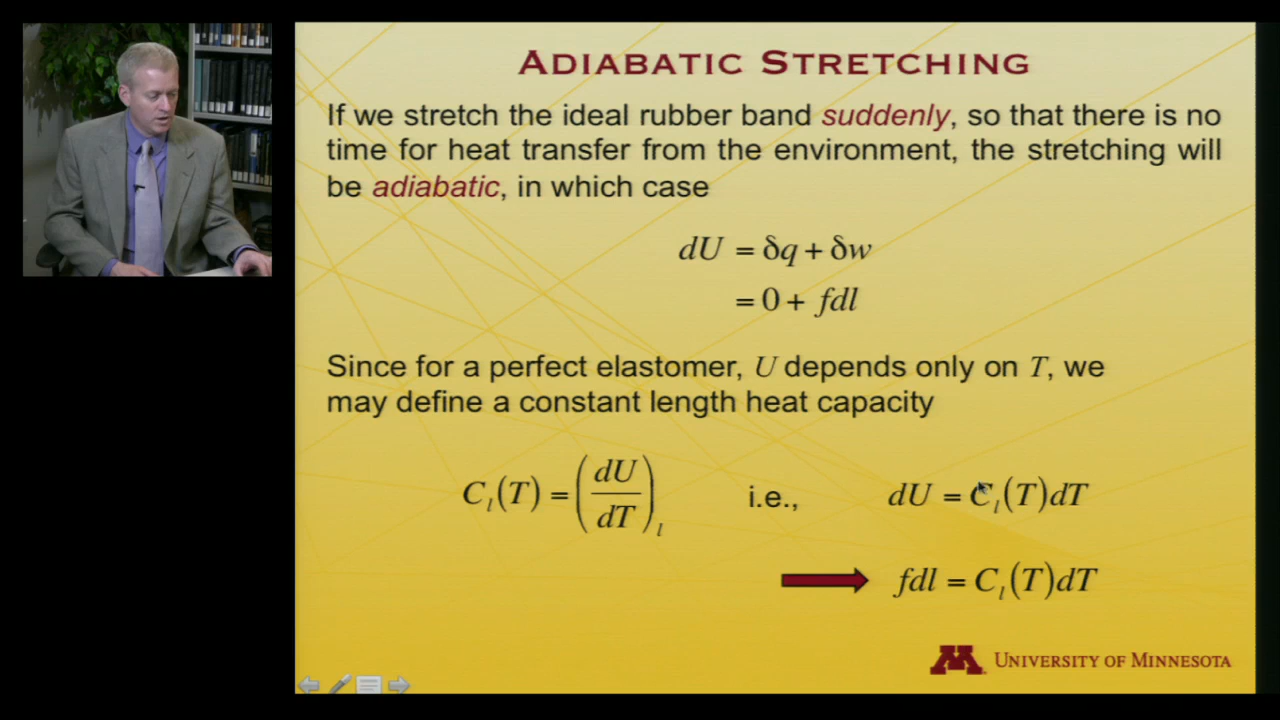 ADIABATIC STRETCHING
If we stretch the ideal rubber band suddenly, so that there is no
time for heat transfer from the environment, the stretching will
be adiabatic, in which case
dU = δq + δw
= 0 + fdl
Since for a perfect elastomer, U depends only on T, we
may define a constant length heat capacity
C_l(T) = (dU/dT)_l i.e., dU = C_l(T)dT
fdl = C_l(T)dT
M UNIVERSITY OF MINNESOTA